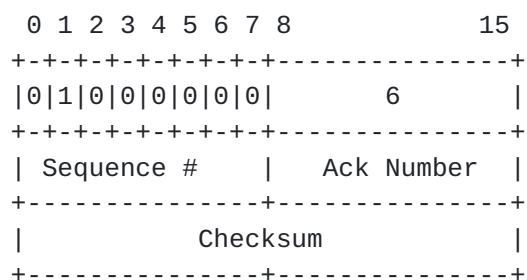 0 1 2 3 4 5 6 7 8            15
+-+-+-+-+-+-+-+-+---------------+
|0|1|0|0|0|0|0|0|       6       |
+-+-+-+-+-+-+-+-+---------------+
|  Sequence #   |   Ack Number  |
+---------------+---------------+
|           Checksum            |
+---------------+---------------+